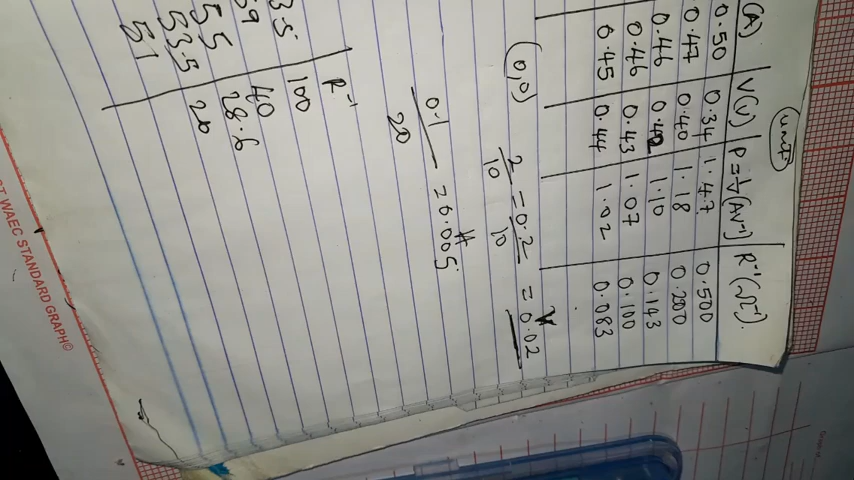 unit
(A) V(v) P = I/V (AV⁻¹) R⁻¹(Ω⁻¹)
0.50 0.34 1.47 0.500
0.47 0.40 1.18 0.200
0.46 0.42 1.10 0.143
0.46 0.43 1.07 0.100
0.45 0.44 1.02 0.083
(0,0) 2/10 = 0.2/10 = 0.02 V
0.1/20 = 0.005 H
R⁻¹
3.5 100
59 40
5.5 28.6
53.5 20
51
WAEC STANDARD GRAPH©